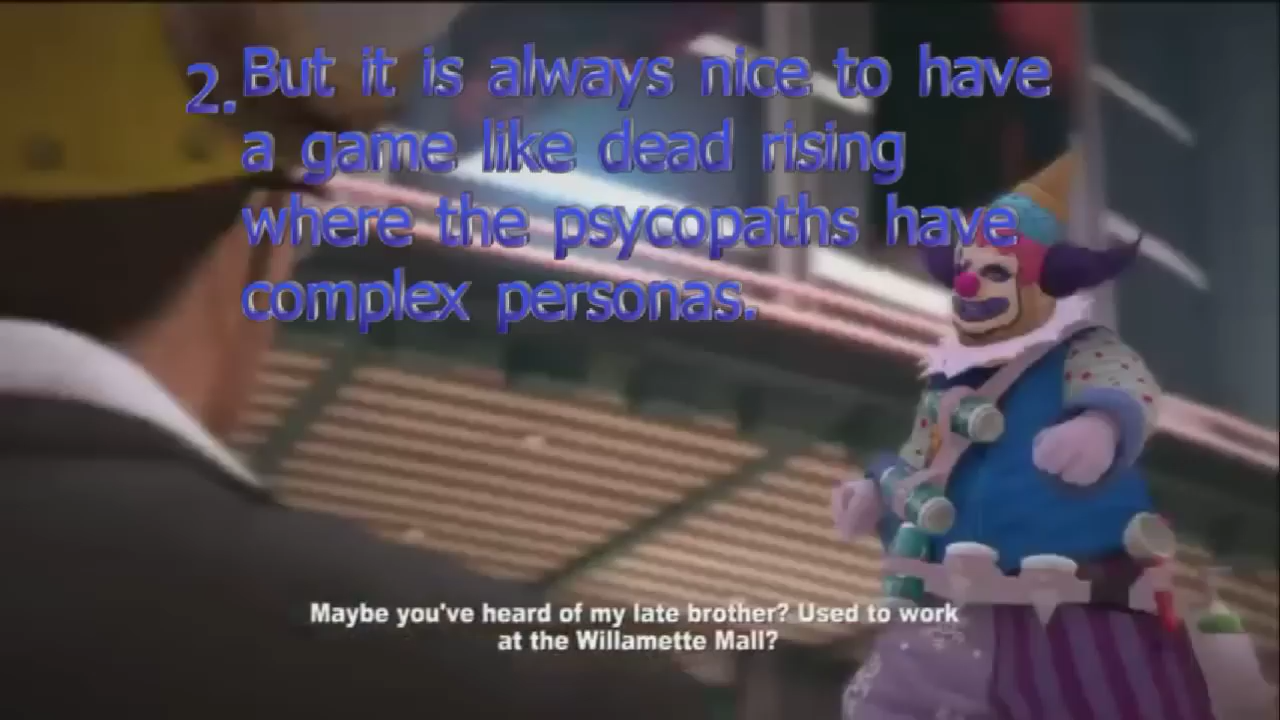 2. But it is always nice to have
a game like dead rising
where the psycopaths have
complex personas.
Maybe you've heard of my late brother? Used to work
at the Willamette Mall?